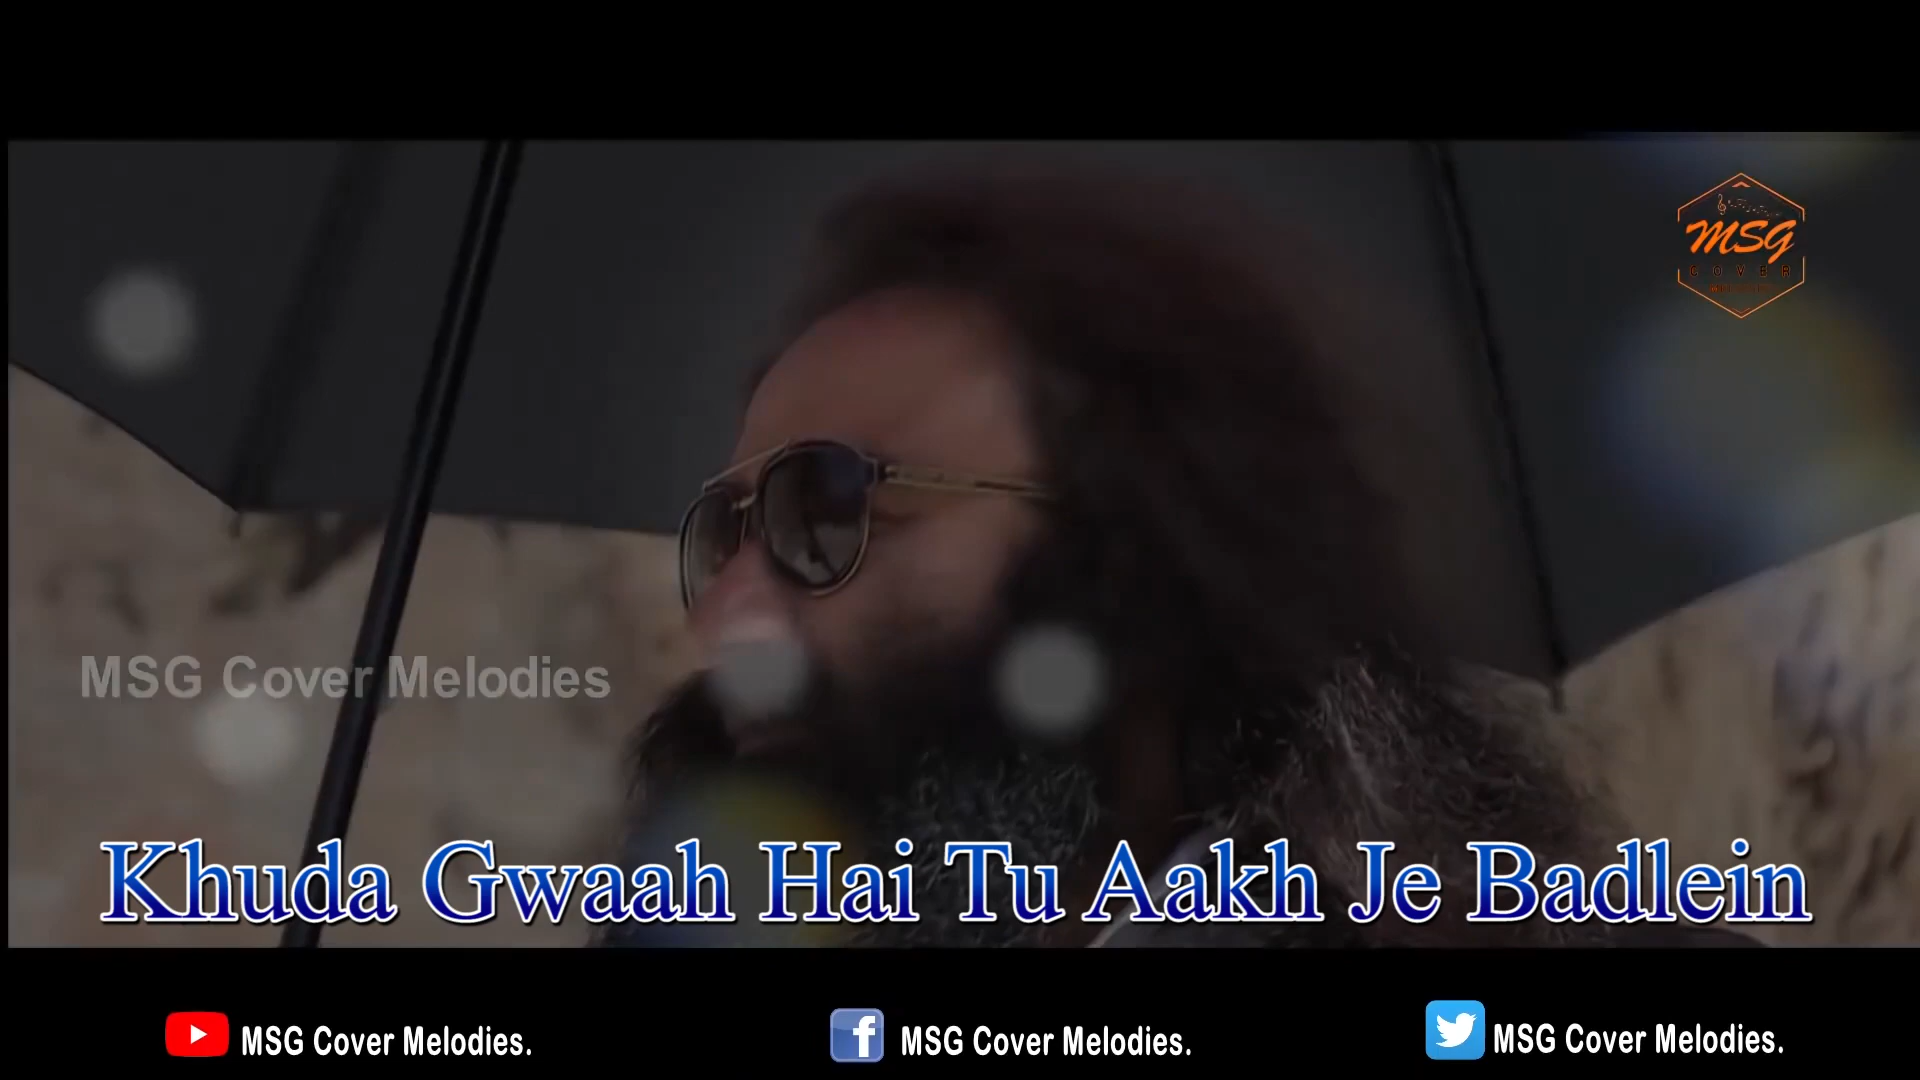 MSG
COVER
MSG Cover Melodies
Khuda Gwaah Hai Tu Aakh Je Badlein
MSG Cover Melodies.
MSG Cover Melodies.
MSG Cover Melodies.